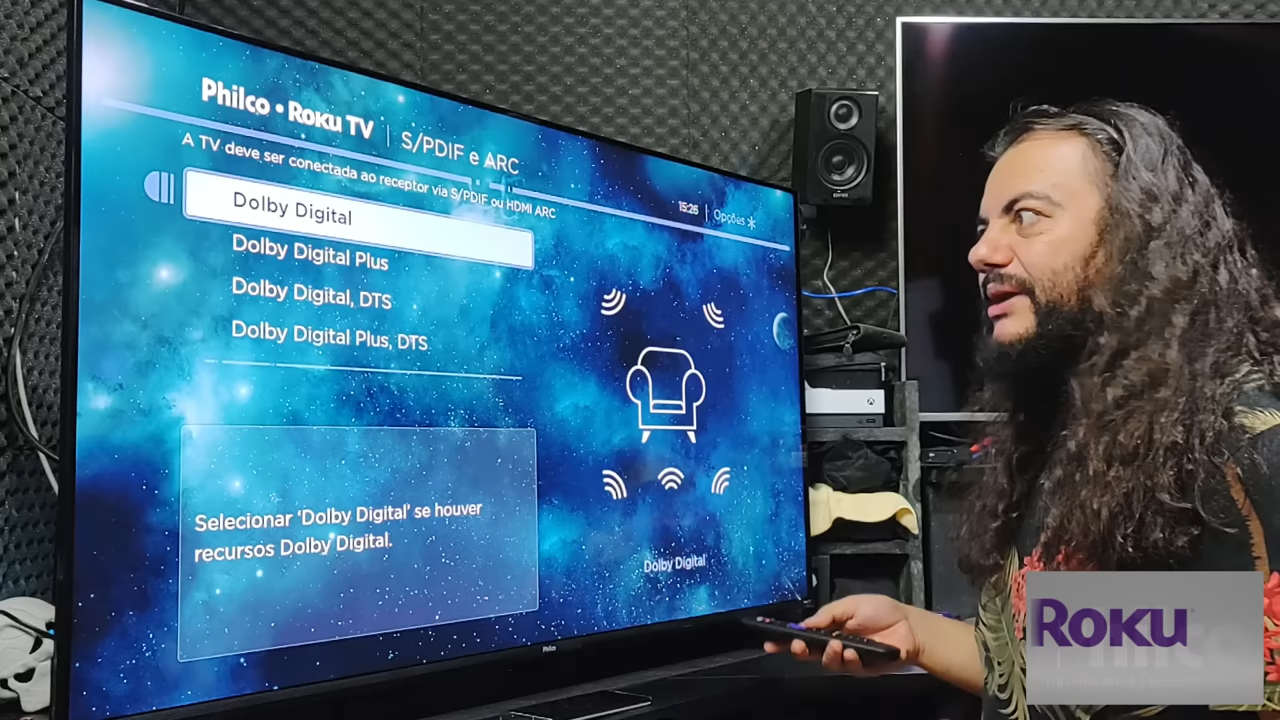 Philco • Roku TV | S/PDIF e ARC
A TV deve ser conectada ao receptor via S/PDIF ou HDMI ARC
15:26 | Opções *
Dolby Digital
Dolby Digital Plus
Dolby Digital, DTS
Dolby Digital Plus, DTS
Selecionar 'Dolby Digital' se houver
recursos Dolby Digital.
Dolby Digital
Philco
Roku